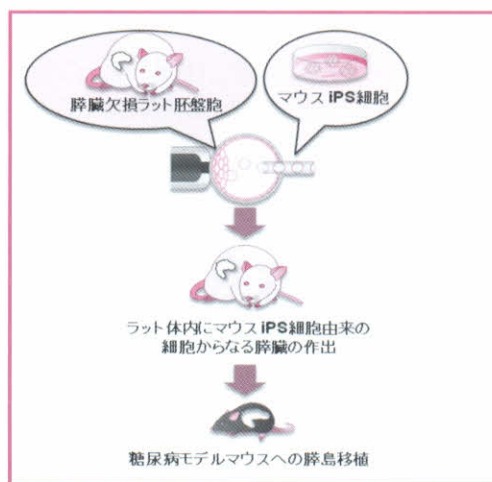 膵臓欠損ラット胚盤胞
マウスiPS細胞
ラット体内にマウスiPS細胞由来の
細胞からなる膵臓の作出
糖尿病モデルマウスへの膵島移植